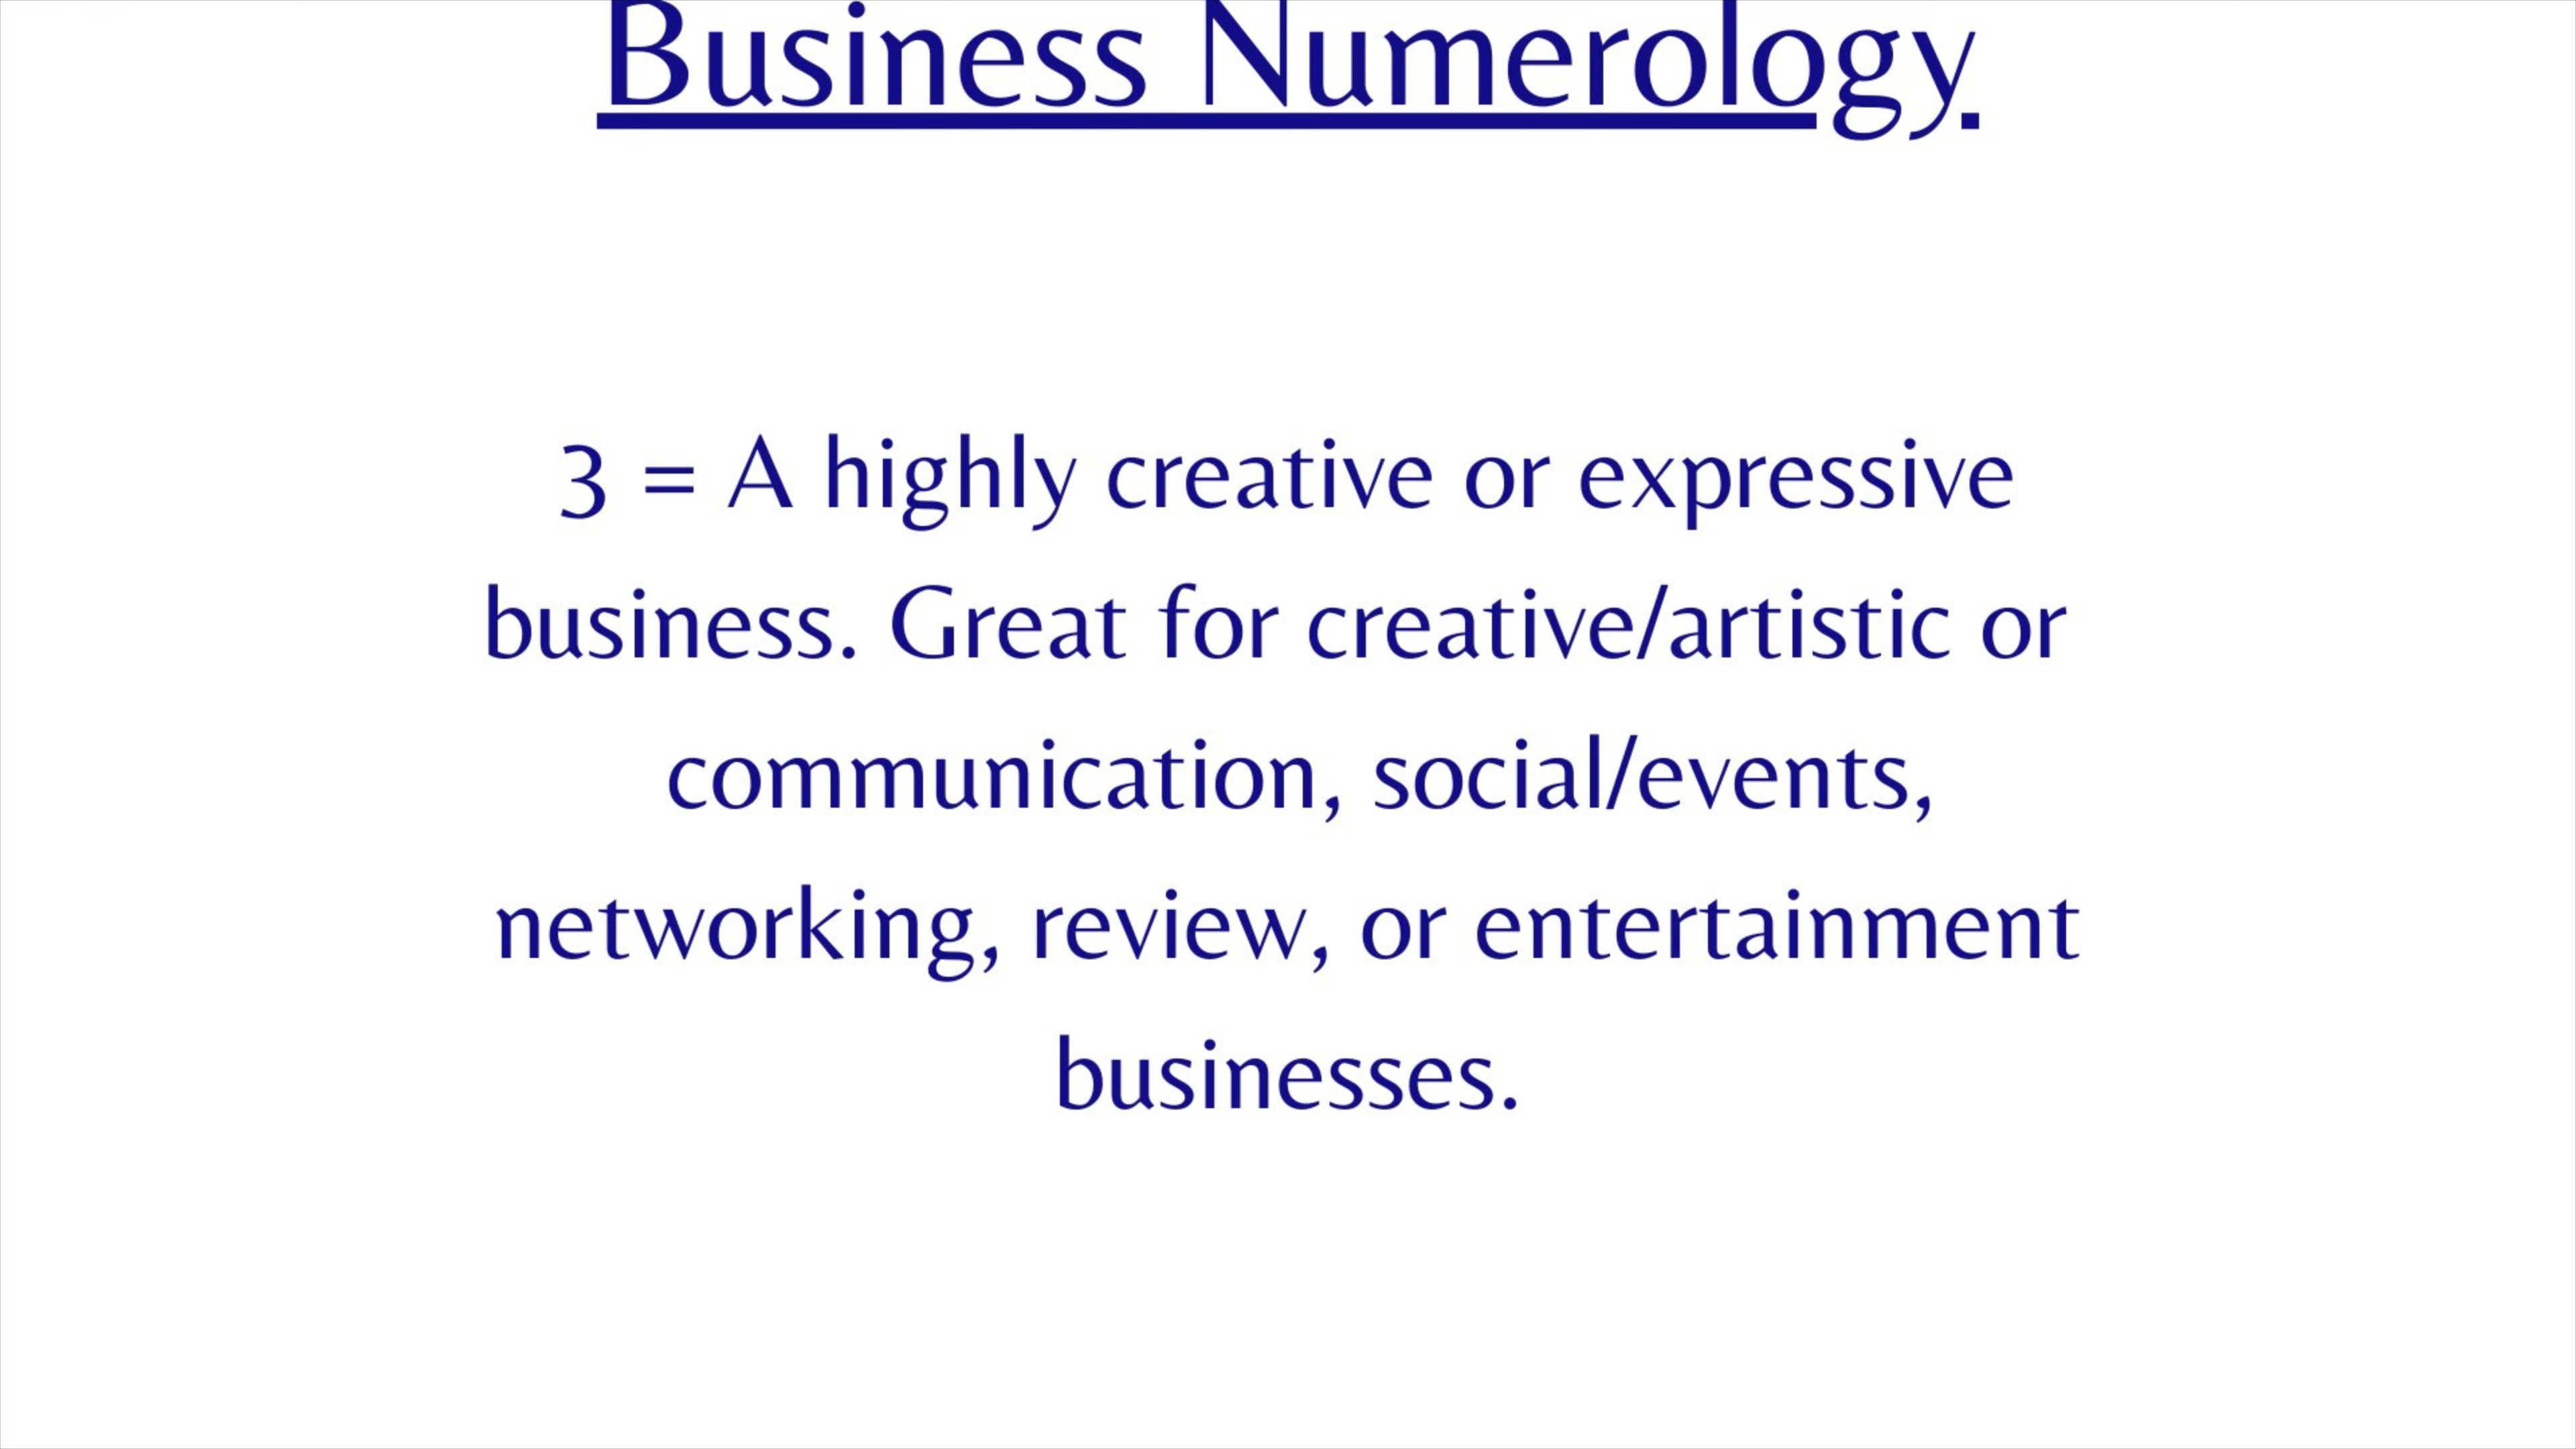 Business Numerology
3 = A highly creative or expressive
business. Great for creative/artistic or
communication, social/events,
networking, review, or entertainment
businesses.